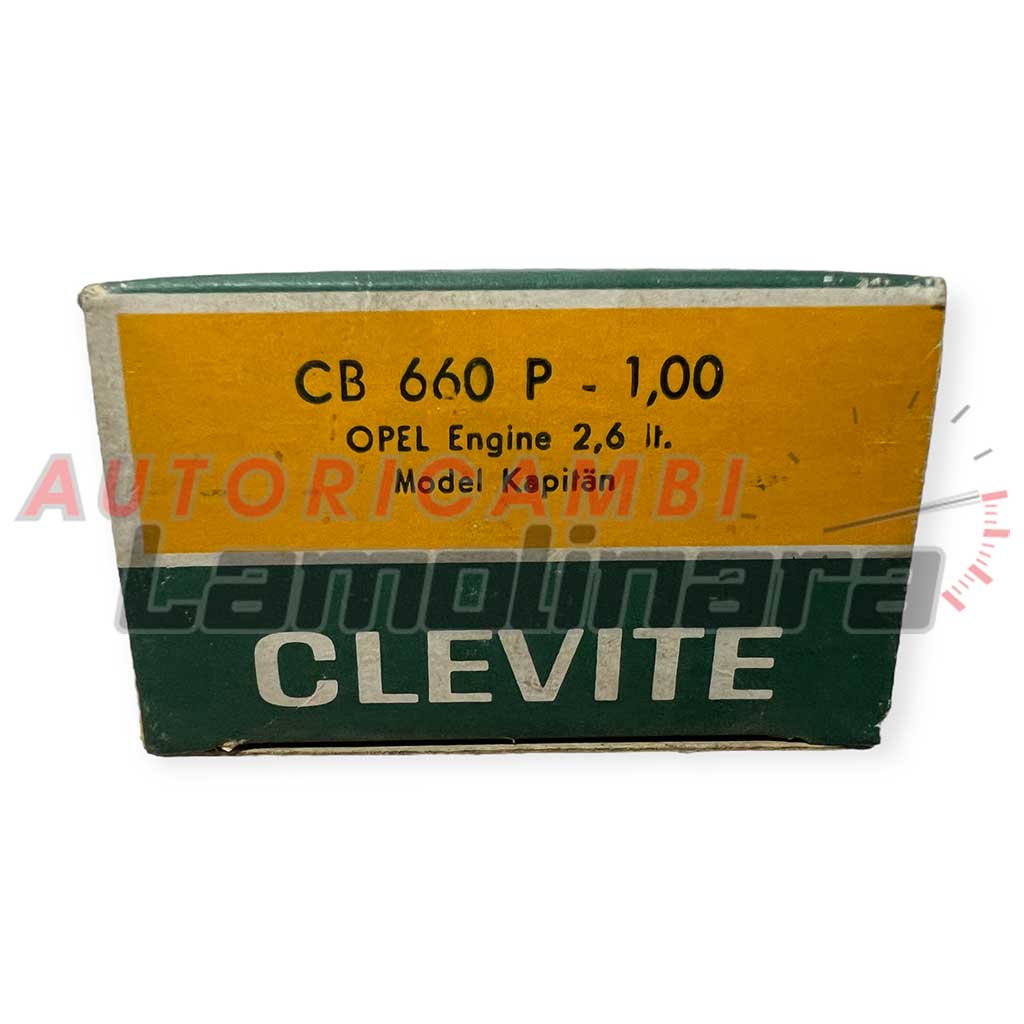 CB 660 P - 1,00
OPEL Engine 2,6 lt.
Model Kapitän
AUTORICAMBI
Lamolinara
CLEVITE